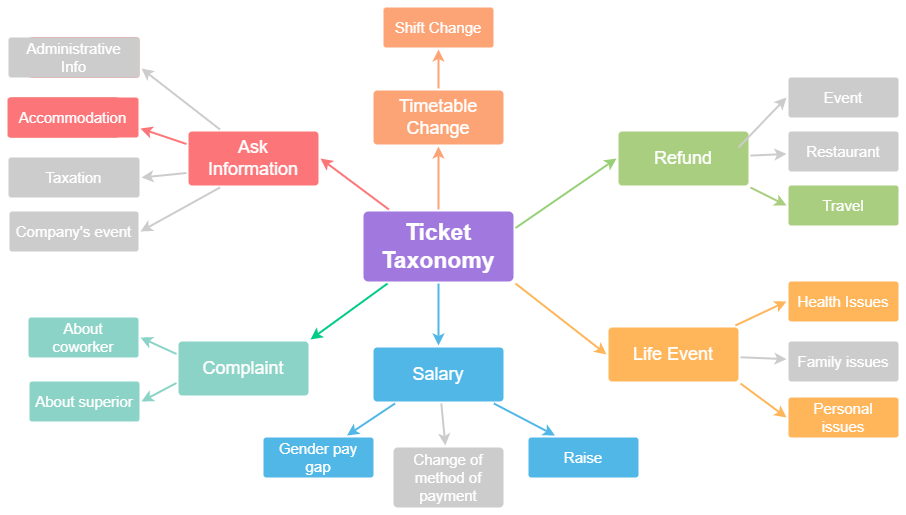 Shift Change
Administrative
Info
Accommodation
Taxation
Company's event
Ask
Information
Timetable
Change
Refund
Event
Restaurant
Travel
Ticket
Taxonomy
Health Issues
Life Event
Family issues
Personal
issues
About
coworker
Complaint
About superior
Salary
Gender pay
gap
Change of
method of
payment
Raise